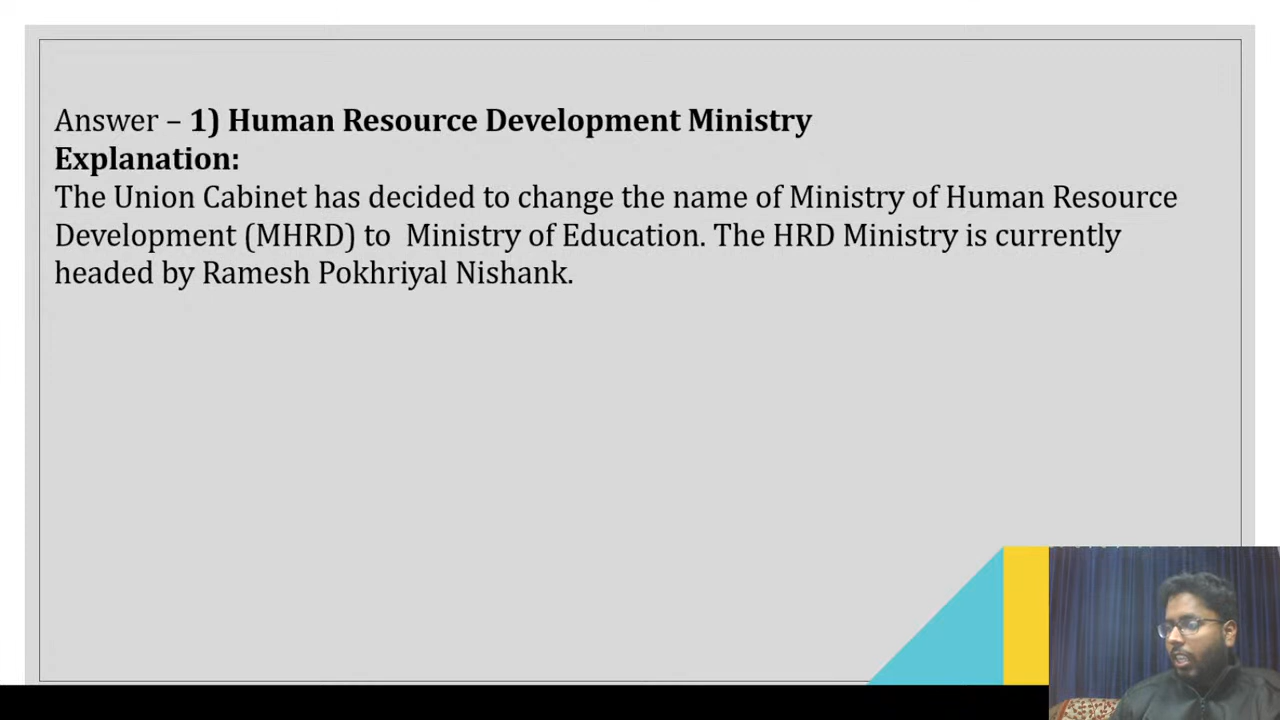 Answer – 1) Human Resource Development Ministry
Explanation:
The Union Cabinet has decided to change the name of Ministry of Human Resource
Development (MHRD) to  Ministry of Education. The HRD Ministry is currently
headed by Ramesh Pokhriyal Nishank.